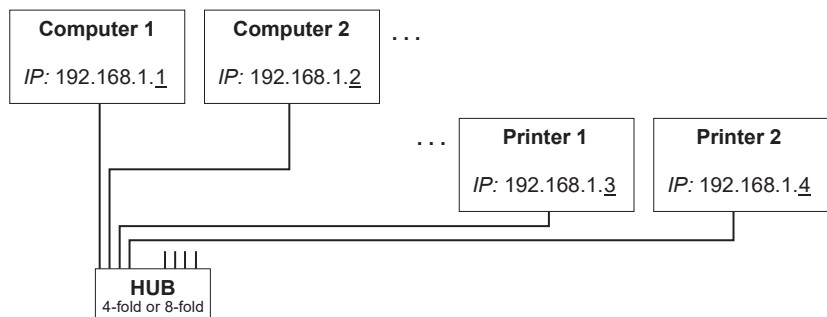 Computer 1
IP: 192.168.1.1
Computer 2
IP: 192.168.1.2
. . .
. . .
Printer 1
IP: 192.168.1.3
Printer 2
IP: 192.168.1.4
HUB
4-fold or 8-fold